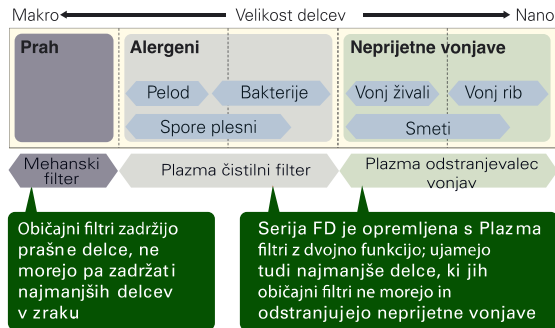 Makro Velikost delcev Nano
Prah Alergeni Neprijetne vonjave
Pelod Bakterije Vonj živali Vonj rib
Spore plesni Smeti
Mehanski
filter
Plazma čistilni filter
Plazma odstranjevalec
vonjav
Običajni filtri zadržijo
prašne delce, ne
morejo pa zadržati
najmanjših delcev
v zraku
Serija FD je opremljena s Plazma
filtri z dvojno funkcijo; ujamejo
tudi najmanjše delce, ki jih
običajni filtri ne morejo in
odstranjujejo neprijetne vonjave